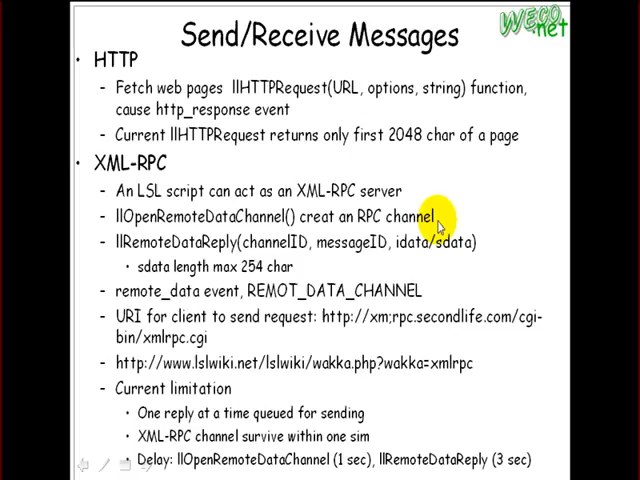 WECO
.net
Send/Receive Messages
• HTTP
– Fetch web pages llHTTPRequest(URL, options, string) function,
cause http_response event
– Current llHTTPRequest returns only first 2048 char of a page
• XML-RPC
– An LSL script can act as an XML-RPC server
– llOpenRemoteDataChannel() creat an RPC channel
– llRemoteDataReply(channelID, messageID, idata/sdata)
• sdata length max 254 char
– remote_data event, REMOT_DATA_CHANNEL
– URI for client to send request: http://xm;rpc.secondlife.com/cgi-
bin/xmlrpc.cgi
– http://www.lslwiki.net/lslwiki/wakka.php?wakka=xmlrpc
– Current limitation
• One reply at a time queued for sending
• XML-RPC channel survive within one sim
• Delay: llOpenRemoteDataChannel (1 sec), llRemoteDataReply (3 sec)